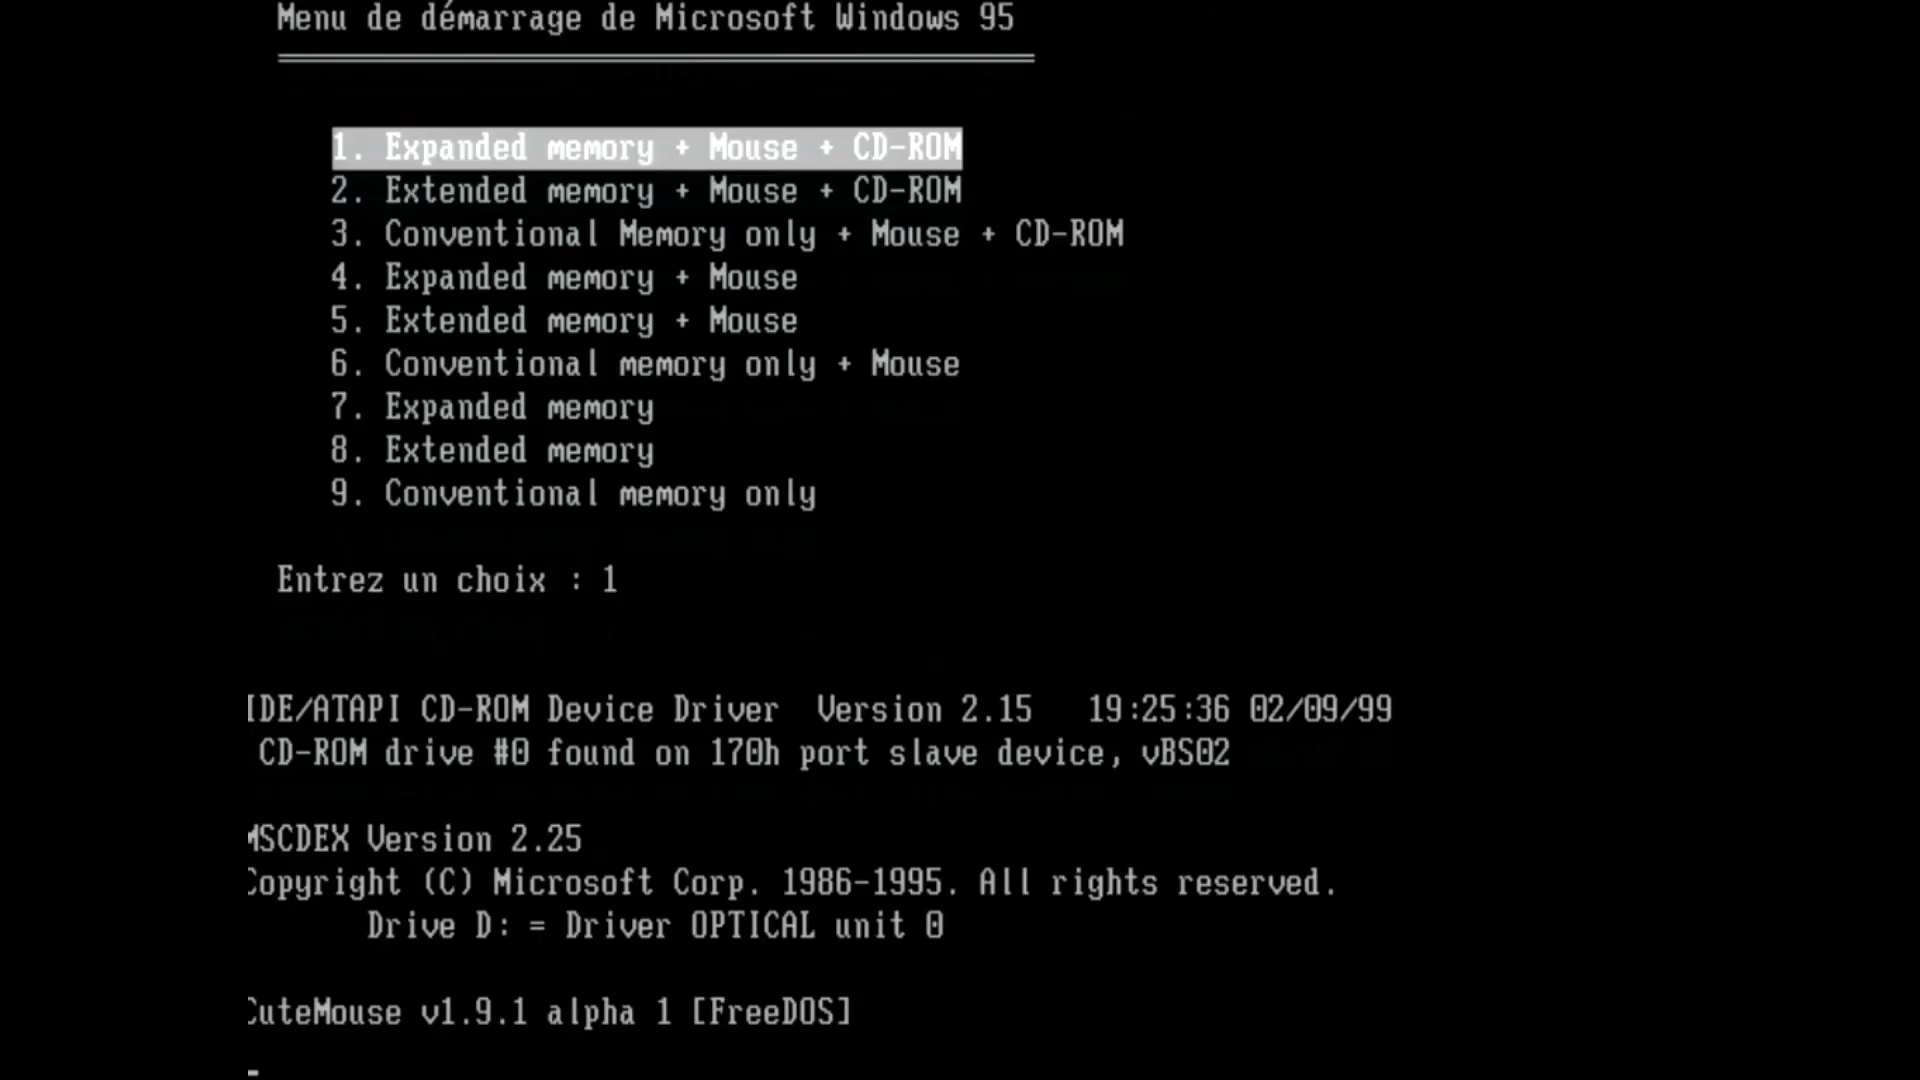 Menu de démarrage de Microsoft Windows 95
1. Expanded memory + Mouse + CD-ROM
2. Extended memory + Mouse + CD-ROM
3. Conventional Memory only + Mouse + CD-ROM
4. Expanded memory + Mouse
5. Extended memory + Mouse
6. Conventional memory only + Mouse
7. Expanded memory
8. Extended memory
9. Conventional memory only
Entrez un choix : 1
IDE/ATAPI CD-ROM Device Driver Version 2.15 19:25:36 02/09/99
CD-ROM drive #0 found on 170h port slave device, vBS02
MSCDEX Version 2.25
Copyright (C) Microsoft Corp. 1986-1995. All rights reserved.
Drive D: = Driver OPTICAL unit 0
CuteMouse v1.9.1 alpha 1 [FreeDOS]